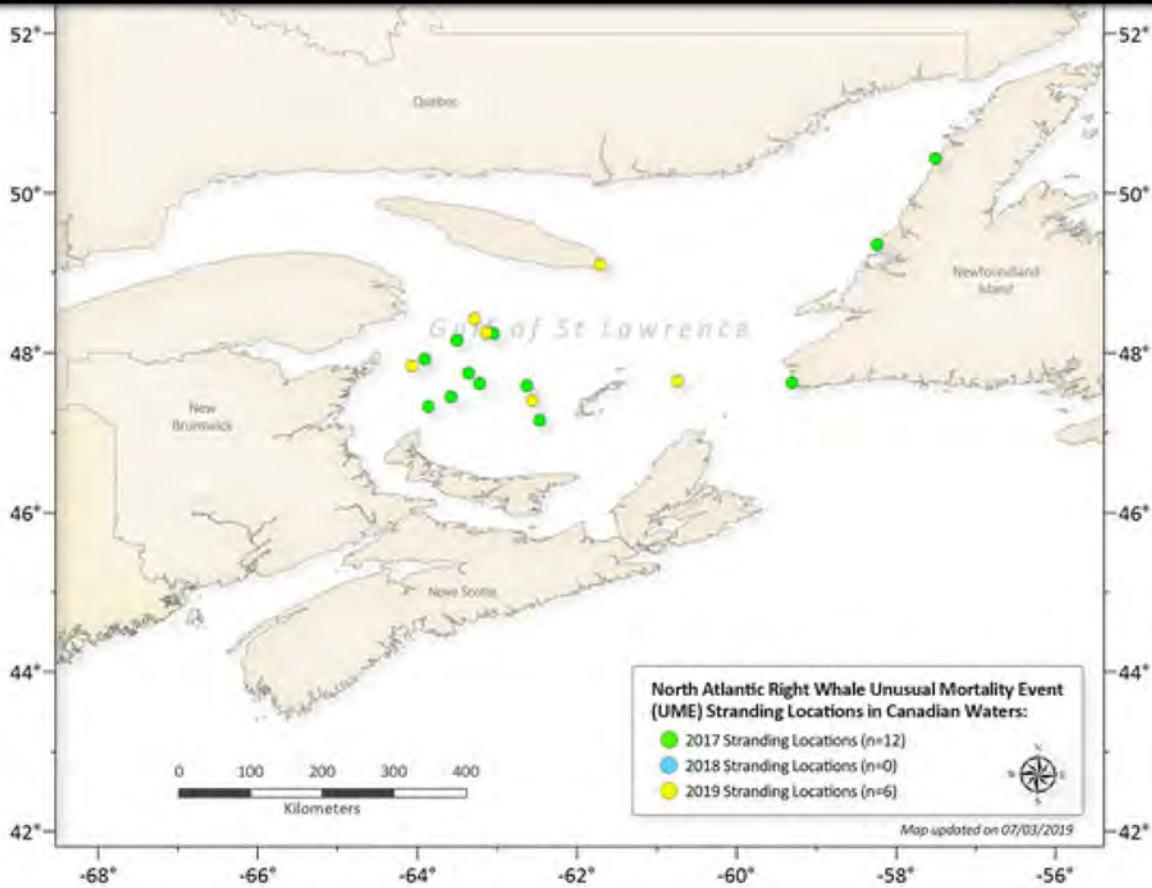 52°
52°
Quebec
50°
50°
Newfoundland
Island
Gulf of St Lawrence
48°
48°
New
Brunswick
46°
46°
Nova Scotia
44°
44°
North Atlantic Right Whale Unusual Mortality Event
(UME) Stranding Locations in Canadian Waters:
2017 Stranding Locations (n=12)
2018 Stranding Locations (n=0)
2019 Stranding Locations (n=6)
N
W E
S
0 100 200 300 400
Kilometers
Map updated on 07/03/2019
42°
42°
-68° -66° -64° -62° -60° -58° -56°